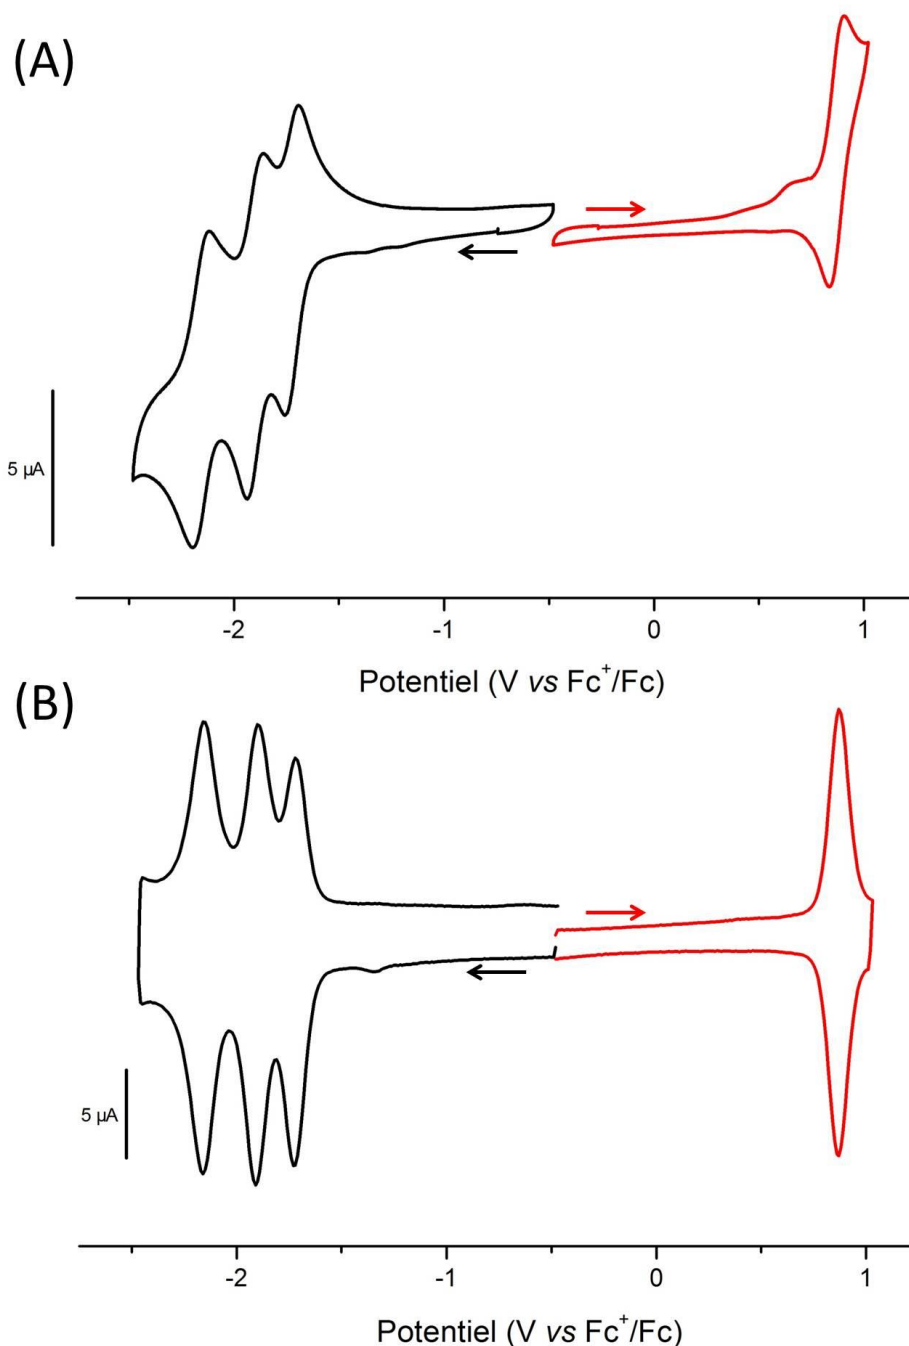 (A)
5 µA
-2 -1 0 1
Potentiel (V vs Fc⁺/Fc)
(B)
5 µA
-2 -1 0 1
Potentiel (V vs Fc⁺/Fc)